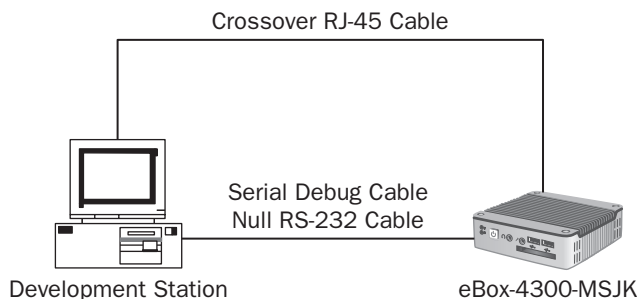 Crossover RJ-45 Cable
Serial Debug Cable
Null RS-232 Cable
Development Station
eBox-4300-MSJK